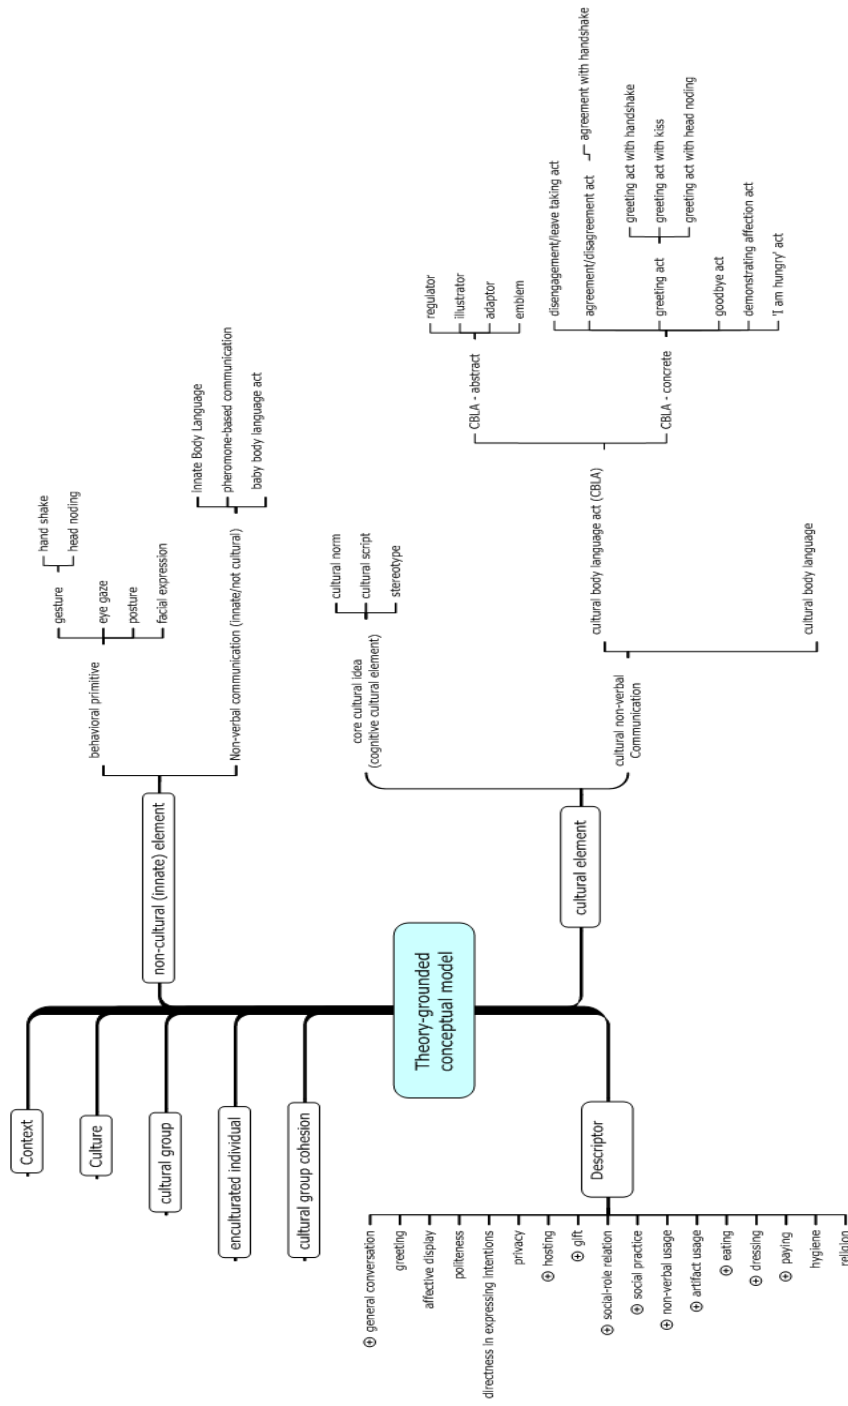 Theory-grounded
conceptual model
Context
Culture
cultural group
enculturated individual
cultural group cohesion
Descriptor
general conversation
greeting
affective display
politeness
directness in expressing intentions
privacy
hosting
gift
social-role relation
social practice
non-verbal usage
artifact usage
eating
dressing
paying
hygiene
religion
non-cultural (innate) element
behavioral primitive
gesture
hand shake
head noding
eye gaze
posture
facial expression
Non-verbal communication (innate/not cultural)
Innate Body Language
pheromone-based communication
baby body language act
cultural element
core cultural idea
(cognitive cultural element)
cultural norm
cultural script
stereotype
cultural non-verbal
Communication
cultural body language act (CBLA)
CBLA - abstract
regulator
illustrator
adaptor
emblem
CBLA - concrete
disengagement/leave taking act
agreement/disagreement act
agreement with handshake
greeting act
greeting act with handshake
greeting act with kiss
greeting act with head noding
goodbye act
demonstrating affection act
'I am hungry' act
cultural body language